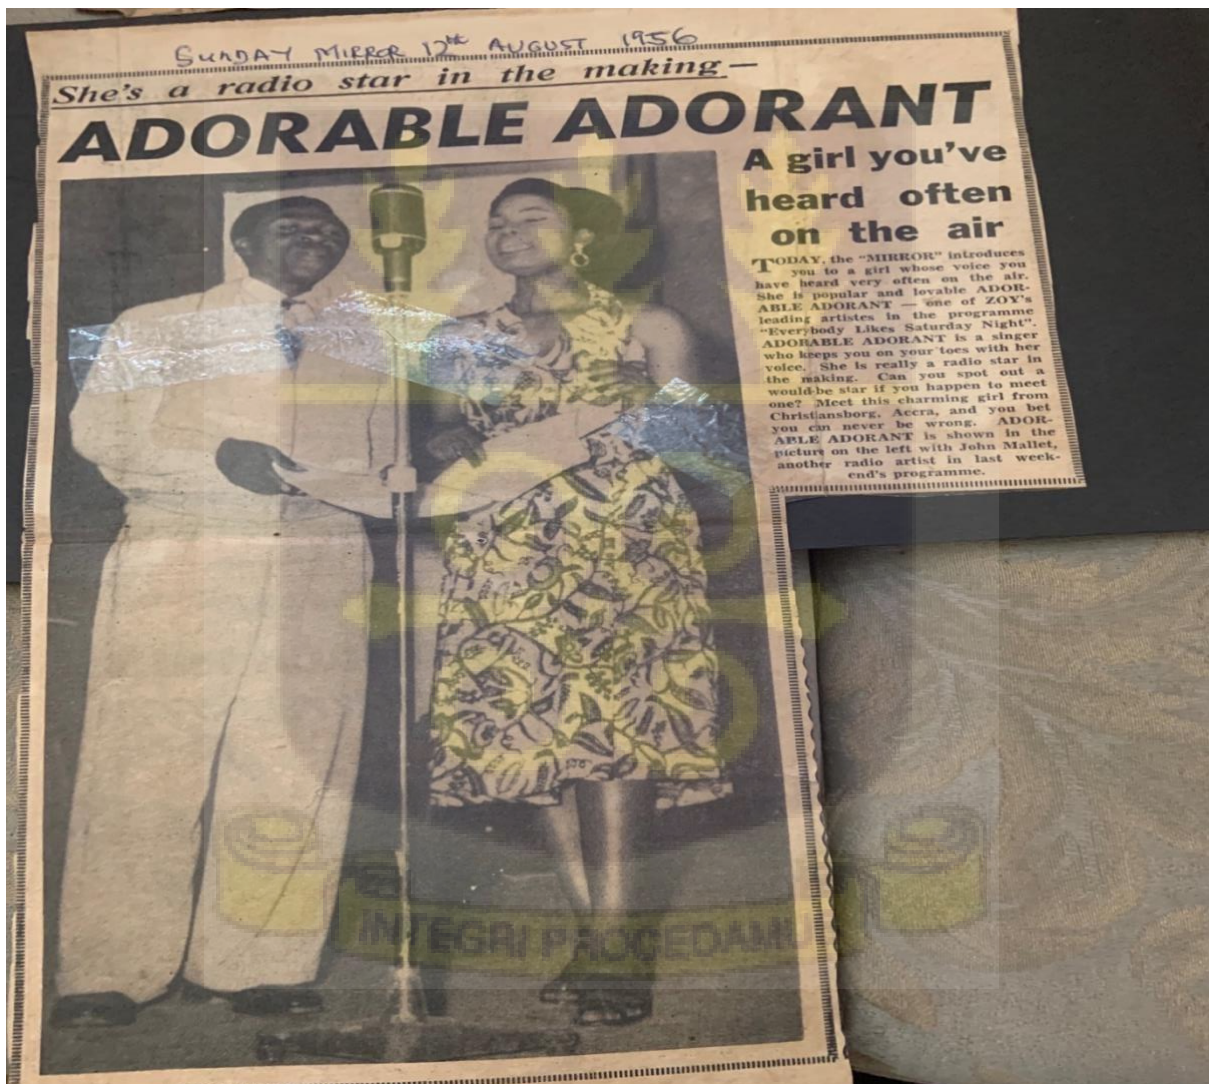 SUNDAY MIRROR 12th AUGUST 1956
She's a radio star in the making—
ADORABLE ADORANT
A girl you've
heard often
on the air
TODAY, the "MIRROR" introduces
you to a girl whose voice you
have heard very often on the air.
She is popular and lovable ADOR-
ABLE ADORANT — one of ZOY's
leading artistes in the programme
"Everybody Likes Saturday Night".
ADORABLE ADORANT is a singer
who keeps you on your toes with her
voice. She is really a radio star in
the making. Can you spot out a
would-be star if you happen to meet
one? Meet this charming girl from
Christiansborg, Accra, and you bet
you can never be wrong. ADOR-
ABLE ADORANT is shown in the
picture on the left with John Mallet,
another radio artist in last week-
end's programme.
INTEGRI PROCEDAMU